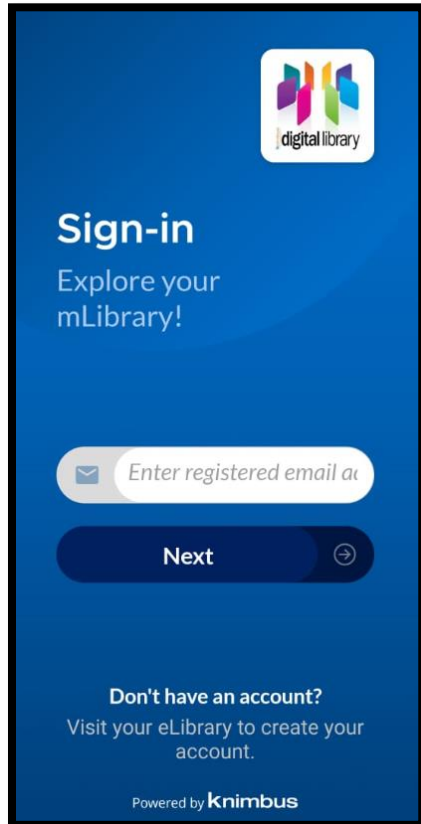 digital library
Sign-in
Explore your
mLibrary!
Enter registered email
Next
Don't have an account?
Visit your eLibrary to create your
account.
Powered by knimbus